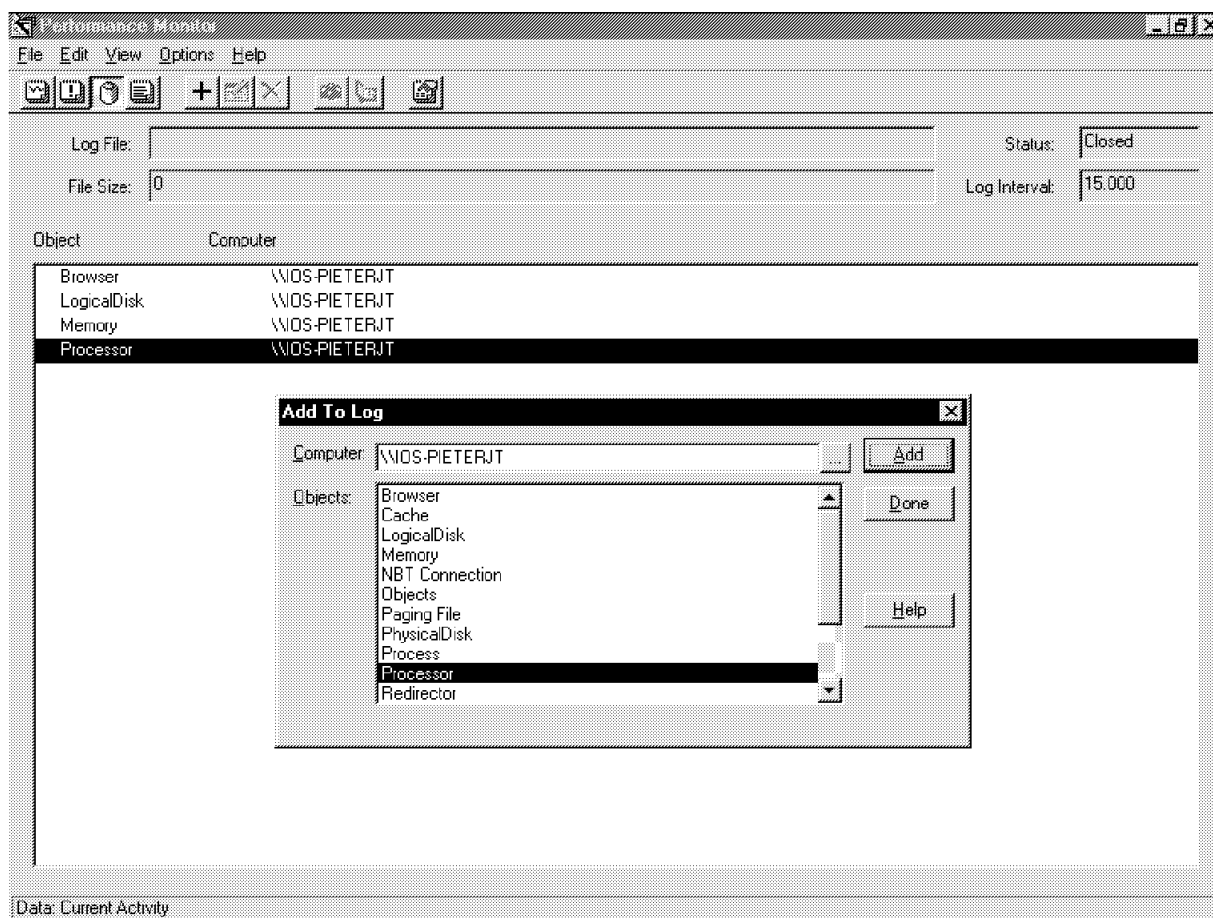 Performance Monitor
File Edit View Options Help
Log File: Status: Closed
File Size: 0 Log Interval: 15.000
Object Computer
Browser \\IOS-PIETERJT
LogicalDisk \\IOS-PIETERJT
Memory \\IOS-PIETERJT
Processor \\IOS-PIETERJT
Add To Log
Computer: \\IOS-PIETERJT ... Add
Objects:
Browser
Cache
LogicalDisk
Memory
NBT Connection
Objects
Paging File
PhysicalDisk
Process
Processor
Redirector
Done
Help
Data: Current Activity